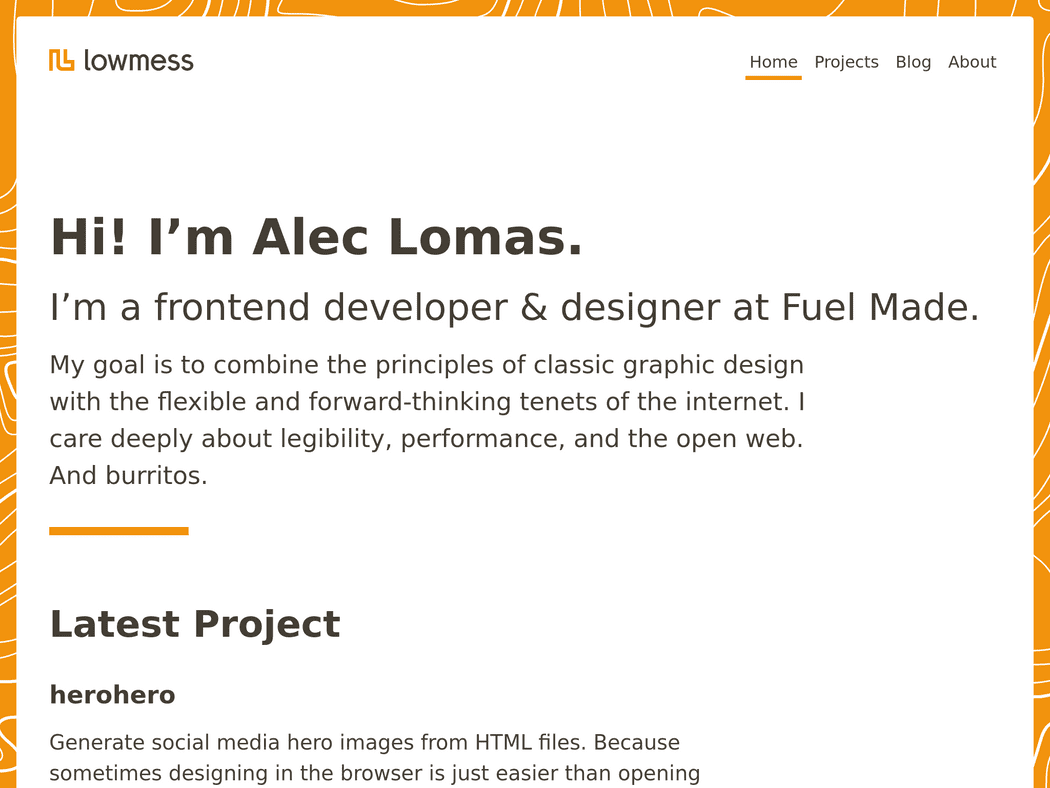 lowmess
Home Projects Blog About
Hi! I’m Alec Lomas.
I’m a frontend developer & designer at Fuel Made.
My goal is to combine the principles of classic graphic design
with the flexible and forward-thinking tenets of the internet. I
care deeply about legibility, performance, and the open web.
And burritos.
Latest Project
herohero
Generate social media hero images from HTML files. Because
sometimes designing in the browser is just easier than opening